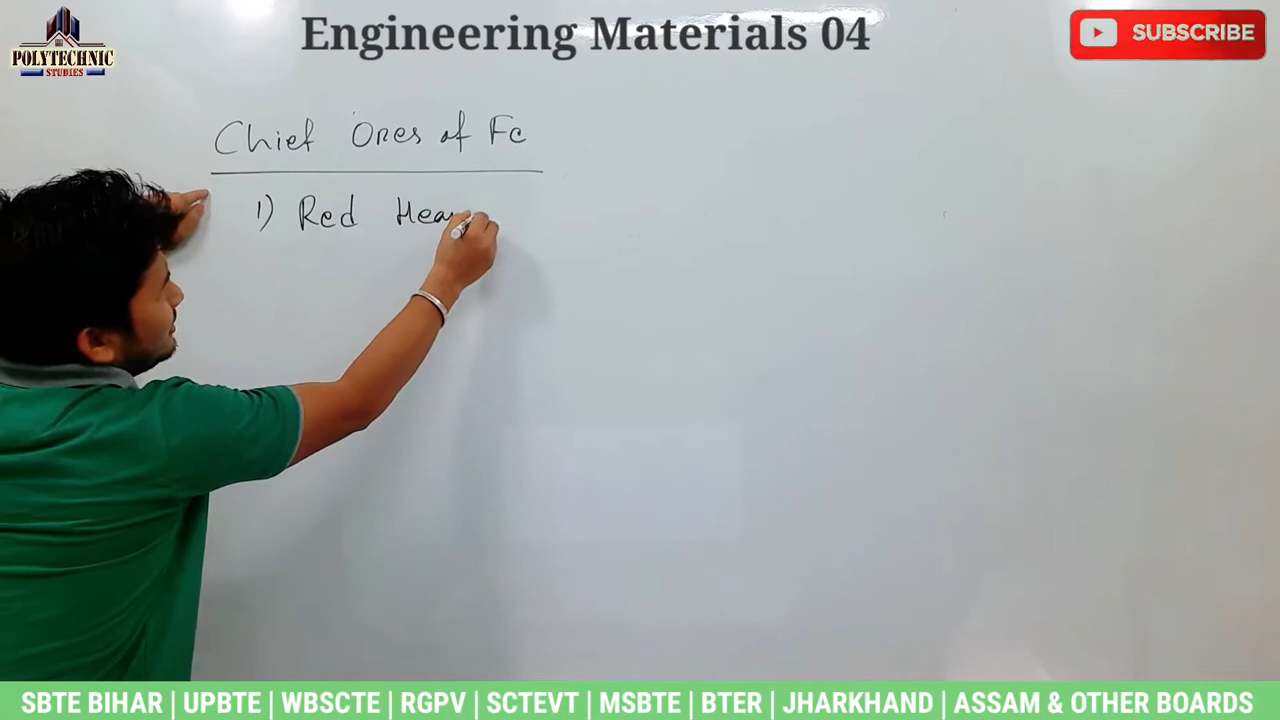 Engineering Materials 04
POLYTECHNIC
STUDIES
SUBSCRIBE
Chief Ores of Fe
1) Red Hea
SBTE BIHAR | UPBTE | WBSCTE | RGPV | SCTEVT | MSBTE | BTER | JHARKHAND | ASSAM & OTHER BOARDS